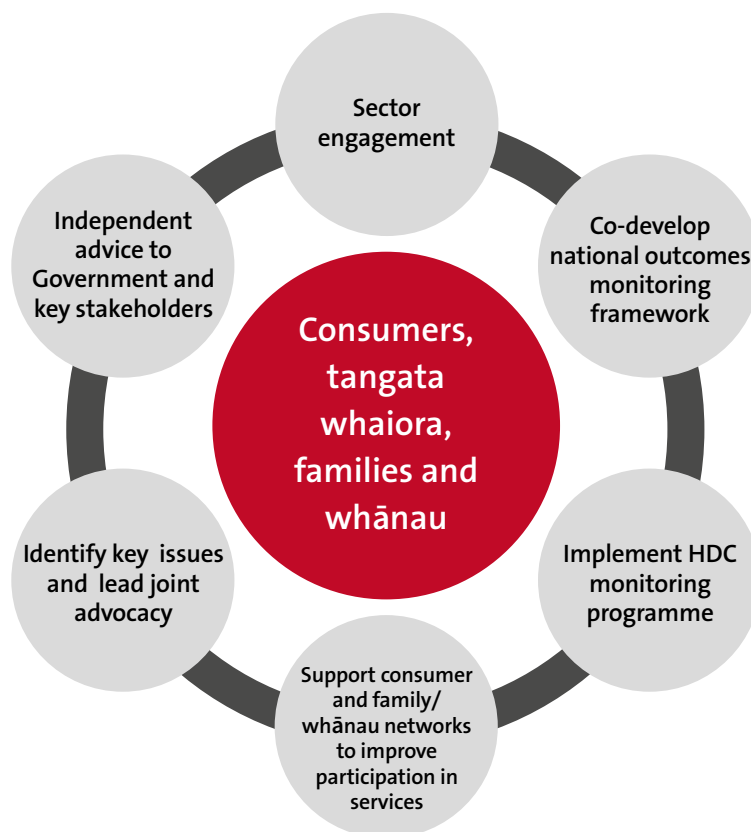 Sector
engagement
Independent
advice to
Government and
key stakeholders
Co-develop
national outcomes
monitoring
framework
Consumers,
tangata
whaiora,
families and
whānau
Identify key issues
and lead joint
advocacy
Implement HDC
monitoring
programme
Support consumer
and family/
whānau networks
to improve
participation in
services